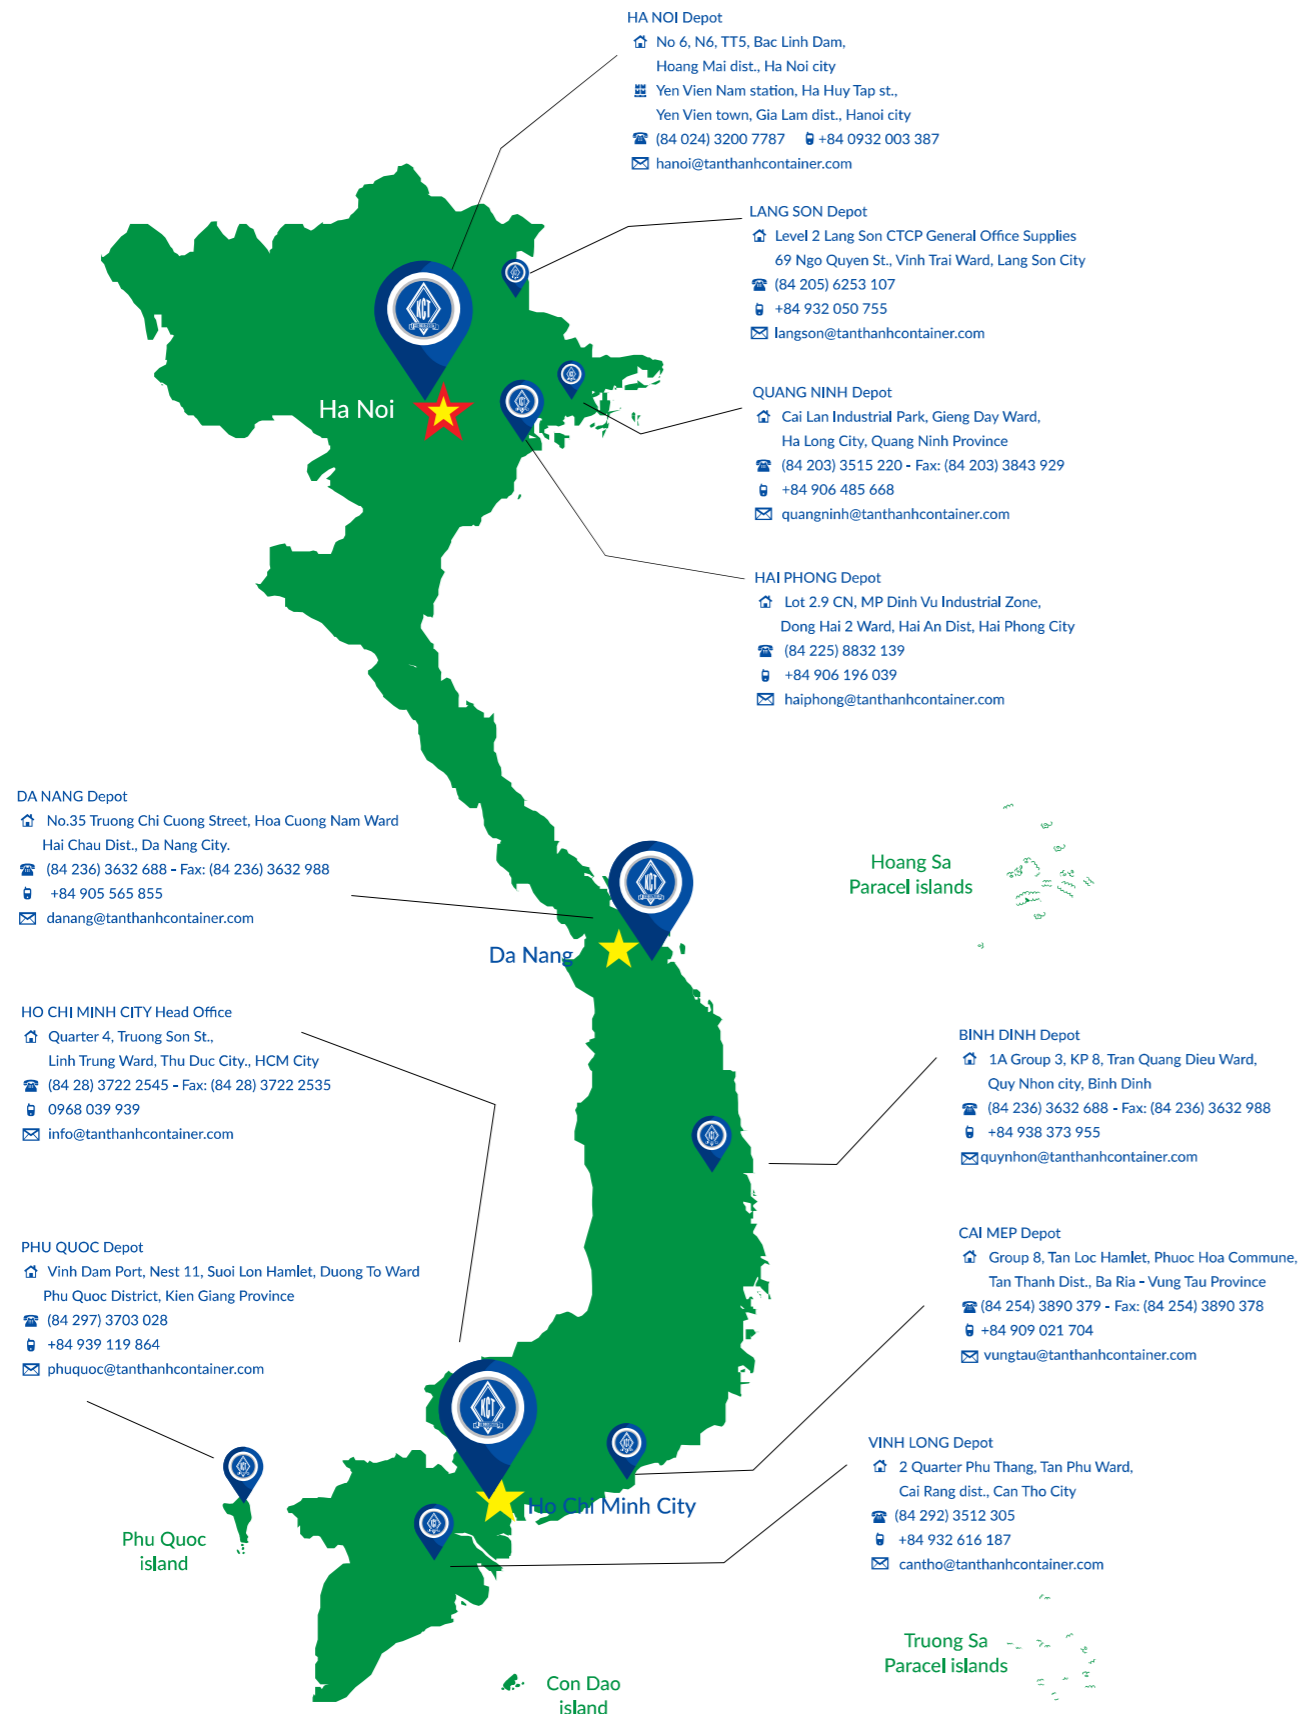 HA NOI Depot
No 6, N6, TT5, Bac Linh Dam,
Hoang Mai dist., Ha Noi city
Yen Vien Nam station, Ha Huy Tap st.,
Yen Vien town, Gia Lam dist., Hanoi city
(84 024) 3200 7787 +84 0932 003 387
hanoi@tanthanhcontainer.com
LANG SON Depot
Level 2 Lang Son CTCP General Office Supplies
69 Ngo Quyen St., Vinh Trai Ward, Lang Son City
(84 205) 6253 107
+84 932 050 755
langson@tanthanhcontainer.com
KCT
Ha Noi
QUANG NINH Depot
Cai Lan Industrial Park, Gieng Day Ward,
Ha Long City, Quang Ninh Province
(84 203) 3515 220 - Fax: (84 203) 3843 929
+84 906 485 668
quangninh@tanthanhcontainer.com
HAI PHONG Depot
Lot 2.9 CN, MP Dinh Vu Industrial Zone,
Dong Hai 2 Ward, Hai An Dist, Hai Phong City
(84 225) 8832 139
+84 906 196 039
haiphong@tanthanhcontainer.com
DA NANG Depot
No.35 Truong Chi Cuong Street, Hoa Cuong Nam Ward
Hai Chau Dist., Da Nang City.
(84 236) 3632 688 - Fax: (84 236) 3632 988
+84 905 565 855
danang@tanthanhcontainer.com
KCT
Da Nang
Hoang Sa
Paracel islands
HO CHI MINH CITY Head Office
Quarter 4, Truong Son St.,
Linh Trung Ward, Thu Duc City., HCM City
(84 28) 3722 2545 - Fax: (84 28) 3722 2535
0968 039 939
info@tanthanhcontainer.com
BINH DINH Depot
1A Group 3, KP 8, Tran Quang Dieu Ward,
Quy Nhon city, Binh Dinh
(84 236) 3632 688 - Fax: (84 236) 3632 988
+84 938 373 955
quynhon@tanthanhcontainer.com
PHU QUOC Depot
Vinh Dam Port, Nest 11, Suoi Lon Hamlet, Duong To Ward
Phu Quoc District, Kien Giang Province
(84 297) 3703 028
+84 939 119 864
phuquoc@tanthanhcontainer.com
CAI MEP Depot
Group 8, Tan Loc Hamlet, Phuoc Hoa Commune,
Tan Thanh Dist., Ba Ria - Vung Tau Province
(84 254) 3890 379 - Fax: (84 254) 3890 378
+84 909 021 704
vungtau@tanthanhcontainer.com
KCT
Ho Chi Minh City
VINH LONG Depot
2 Quarter Phu Thang, Tan Phu Ward,
Cai Rang dist., Can Tho City
(84 292) 3512 305
+84 932 616 187
cantho@tanthanhcontainer.com
Phu Quoc
island
Truong Sa
Paracel islands
Con Dao
island